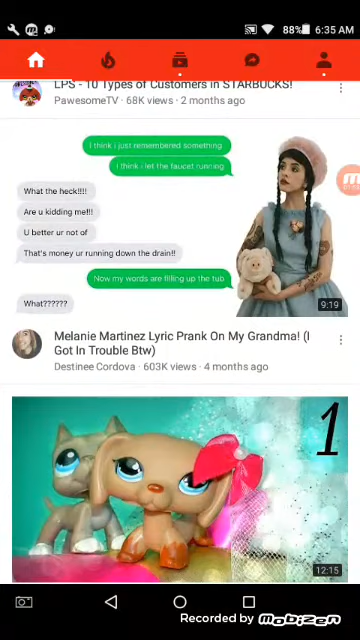 88% 6:35 AM
LPS - 10 Types of Customers in STARBUCKS!
PawesomeTV · 68K views · 2 months ago
I think i just remembered something
I think i let the faucet running
What the heck!!!!
Are u kidding me!!!
U better ur not of
That's money ur running down the drain!!
Now my words are filling up the tub
What??????
9:19
Melanie Martinez Lyric Prank On My Grandma! (I
Got In Trouble Btw)
Destinee Cordova · 603K views · 4 months ago
1
12:15
Recorded by Mobizen